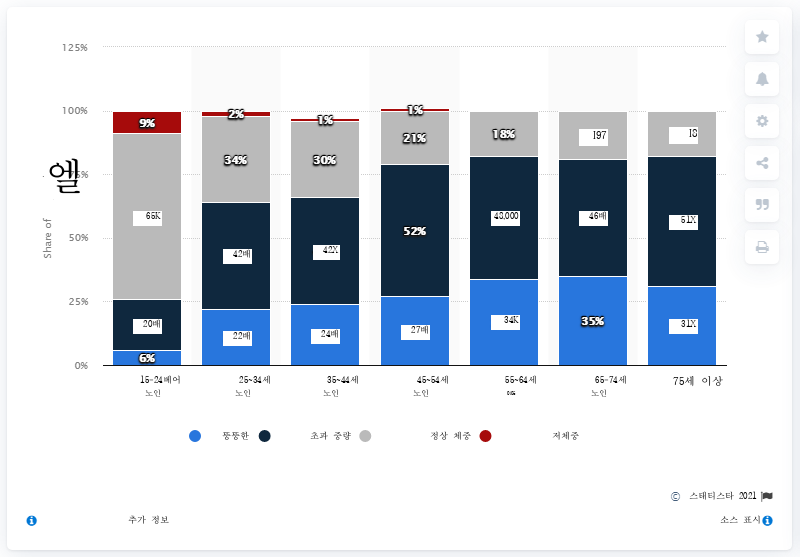 125%
100%
엘
75%
Share of
50%
25%
0%
9% 2% 1% 1%
65K 34% 30% 21% 18% 197 18
20배 42배 42X 52% 48,000 46배 51X
6% 22배 24배 27배 34K 35% 31X
15-24베어 25~34세 35~44세 45~54세 55~64세 65-74세 75세 이상
노인 노인 노인 노인 노인
뚱뚱한 초과 중량 정상 체중 저체중
© 스태티스타 2021
추가 정보 소스 표시